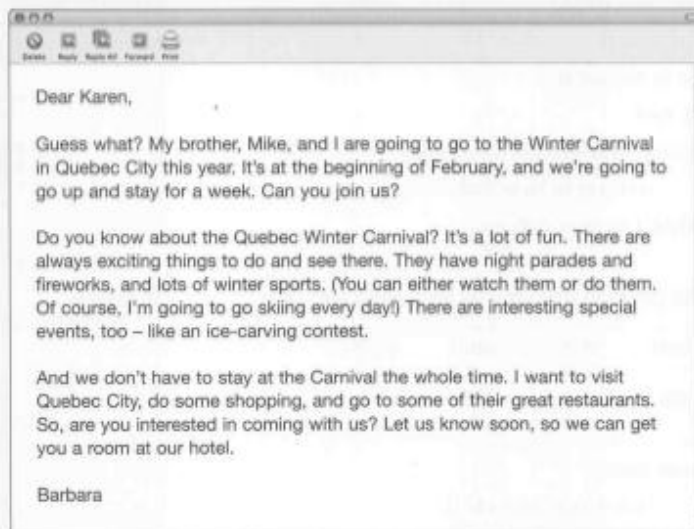 Delete Reply Reply All Forward Print
Dear Karen,
Guess what? My brother, Mike, and I are going to go to the Winter Carnival
in Quebec City this year. It's at the beginning of February, and we're going to
go up and stay for a week. Can you join us?
Do you know about the Quebec Winter Carnival? It's a lot of fun. There are
always exciting things to do and see there. They have night parades and
fireworks, and lots of winter sports. (You can either watch them or do them.
Of course, I'm going to go skiing every day!) There are interesting special
events, too – like an ice-carving contest.
And we don't have to stay at the Carnival the whole time. I want to visit
Quebec City, do some shopping, and go to some of their great restaurants.
So, are you interested in coming with us? Let us know soon, so we can get
you a room at our hotel.
Barbara